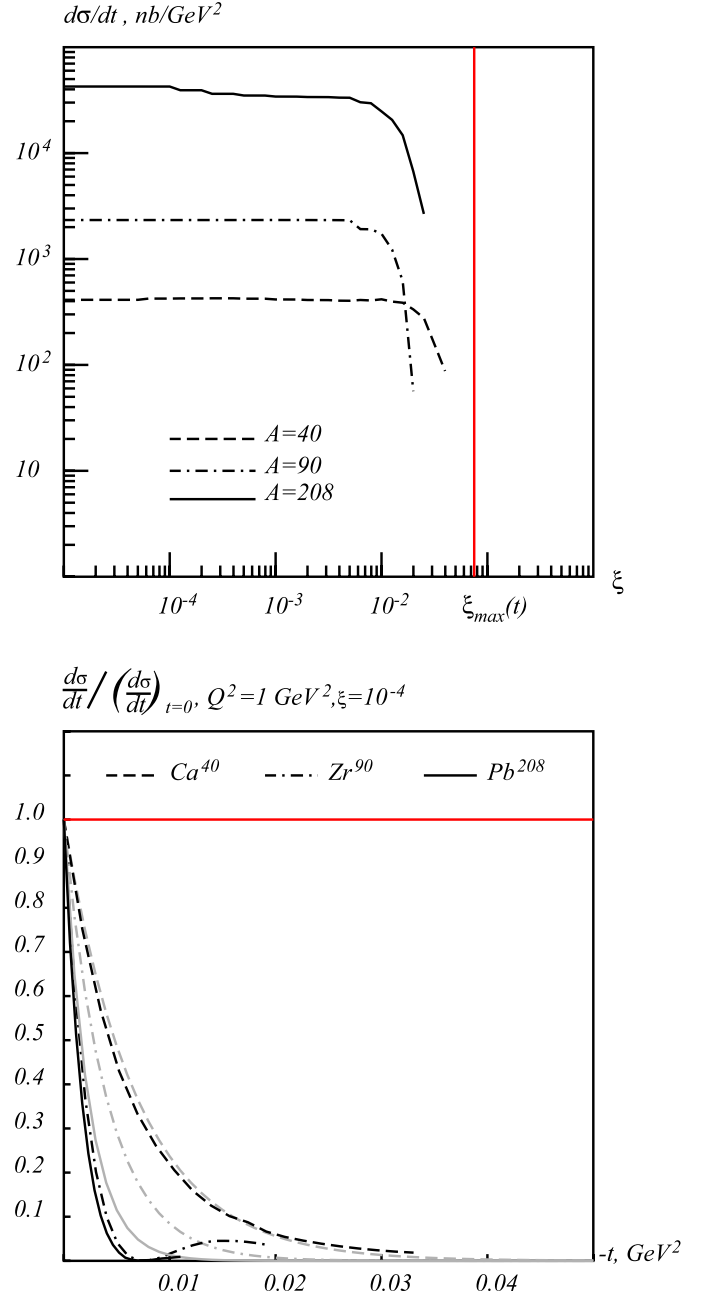 dσ/dt , nb/GeV²
10⁴
10³
10²
10
A=40
A=90
A=208
10⁻⁴ 10⁻³ 10⁻² ξmax(t) ξ
dσ/dt / (dσ/dt) t=0, Q²=1 GeV²,ξ=10⁻⁴
Ca⁴⁰ Zr⁹⁰ Pb²⁰⁸
1.0
0.9
0.8
0.7
0.6
0.5
0.4
0.3
0.2
0.1
-t, GeV²
0.01 0.02 0.03 0.04